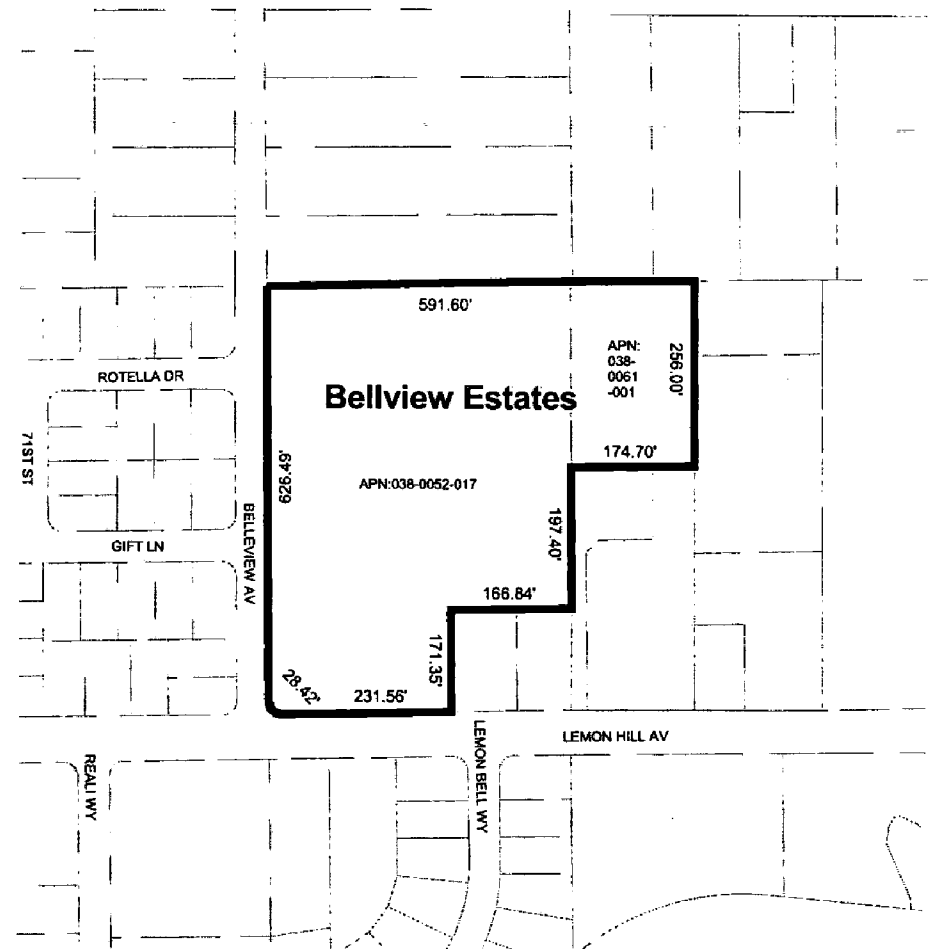 591.60'
APN:
038-
0061
-001
256.00'
ROTELLA DR
Bellview Estates
71ST ST
174.70'
626.49'
APN:038-0052-017
BELLEVIEW AV
197.40'
GIFT LN
166.84'
171.35'
28.42'
231.56'
LEMON HILL AV
REALI WY
LEMON BELL WY